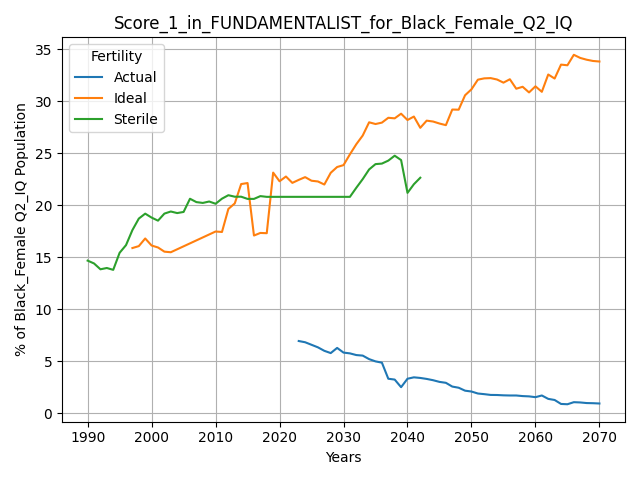 Score_1_in_FUNDAMENTALIST_for_Black_Female_Q2_IQ
Fertility
Actual
Ideal
Sterile
% of Black_Female Q2_IQ Population
35
30
25
20
15
10
5
0
1990 2000 2010 2020 2030 2040 2050 2060 2070
Years